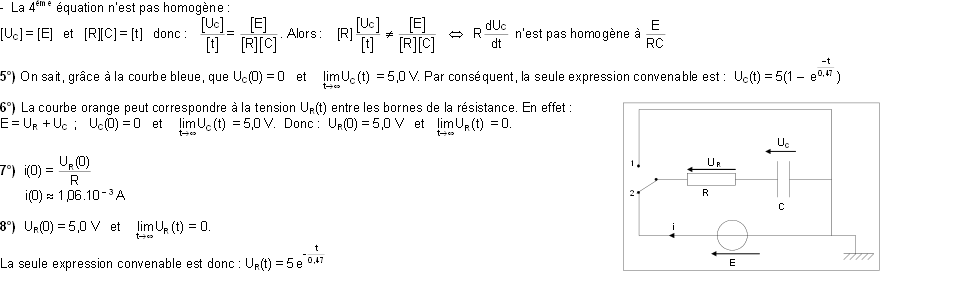 - La 4ème équation n'est pas homogène :
[Uc] = [E] et [R][C] = [t] donc : [Uc]/[t] = [E]/[R][C] . Alors : [R] [Uc]/[t] ≠ [E]/[R][C] ⇔ R dUc/dt n'est pas homogène à E/RC
5°) On sait, grâce à la courbe bleue, que Uc(0) = 0 et lim t→∞ Uc(t) = 5,0 V. Par conséquent, la seule expression convenable est : Uc(t) = 5(1 – e^(-t/0,47))
6°) La courbe orange peut correspondre à la tension UR(t) entre les bornes de la résistance. En effet :
E = UR + Uc ; Uc(0) = 0 et lim t→∞ Uc(t) = 5,0 V. Donc : UR(0) = 5,0 V et lim t→∞ UR(t) = 0.
7°) i(0) = UR(0)/R
i(0) ≈ 1,06.10^-3 A
8°) UR(0) = 5,0 V et lim t→∞ UR(t) = 0.
La seule expression convenable est donc : UR(t) = 5 e^(-t/0,47)
Uc
1
UR
2
R
C
i
E